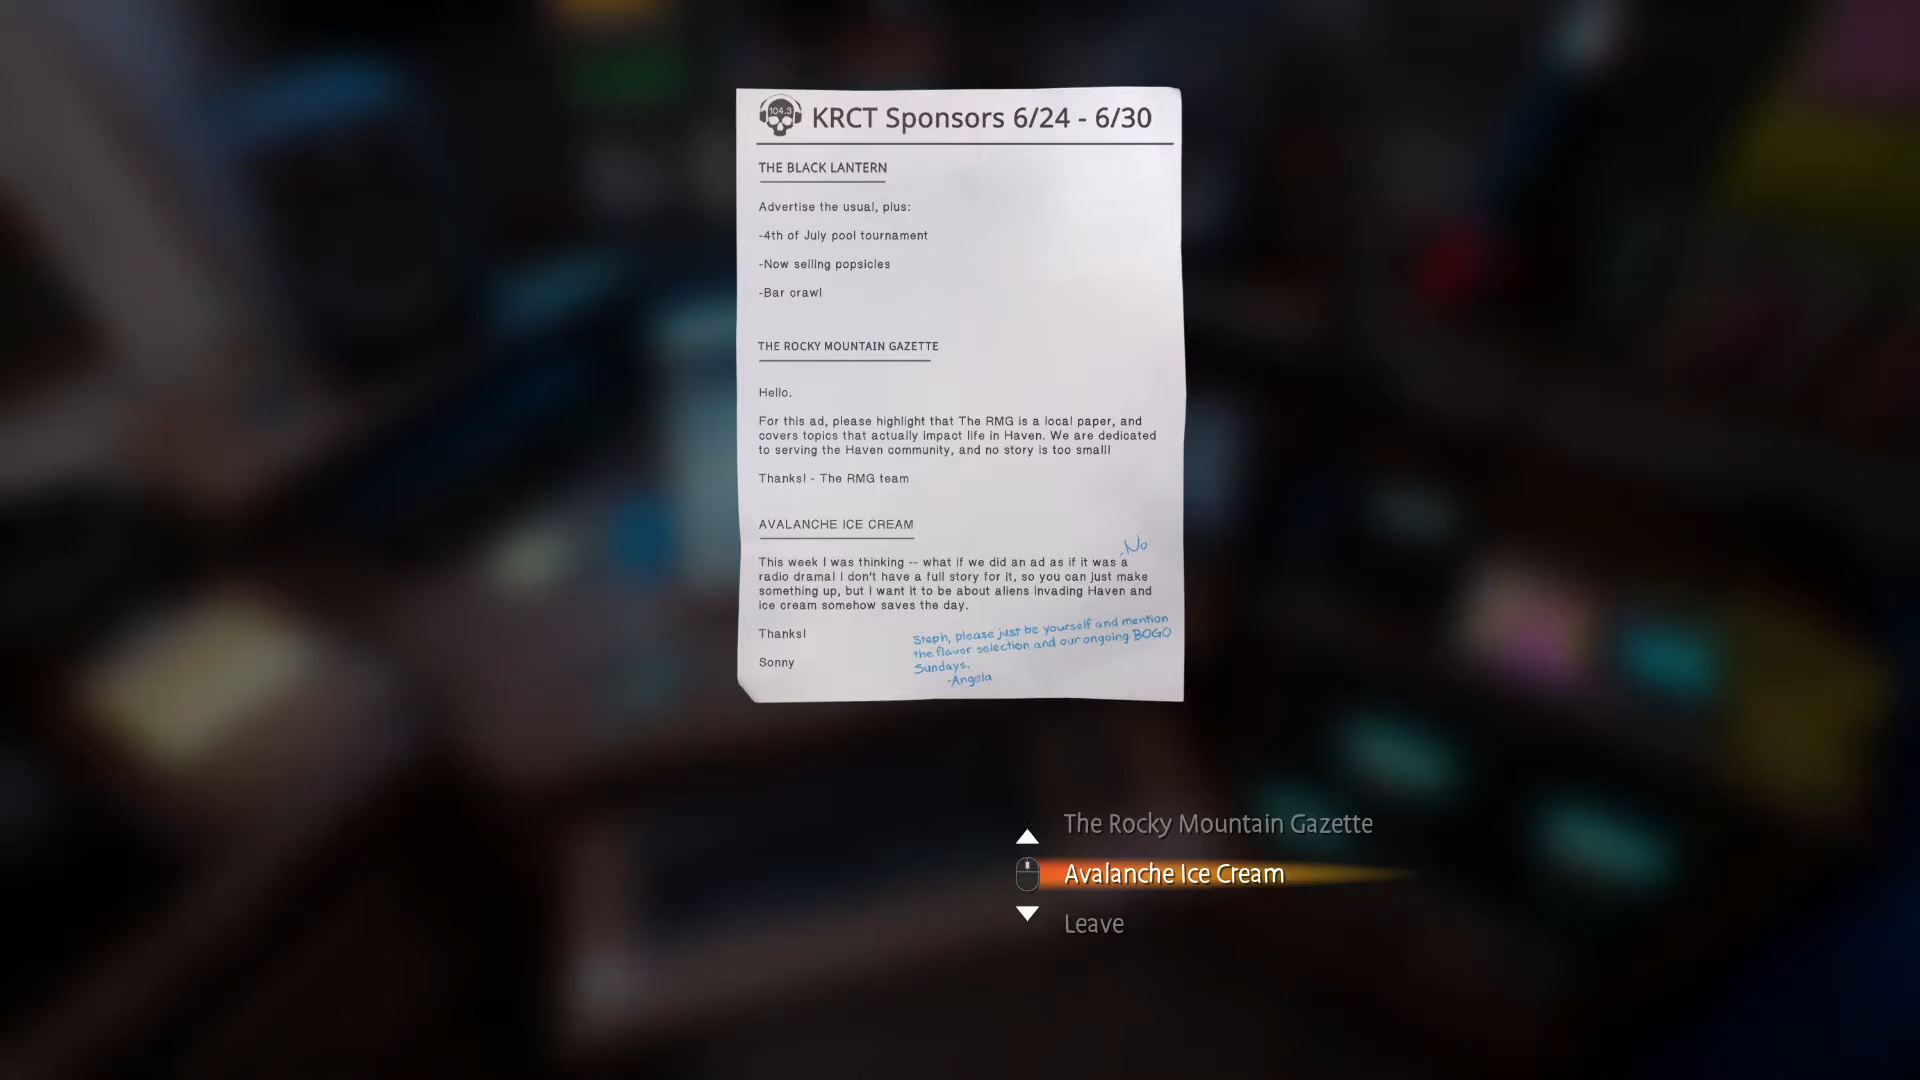 104.3
KRCT Sponsors 6/24 - 6/30
THE BLACK LANTERN
Advertise the usual, plus:
-4th of July pool tournament
-Now selling popsicles
-Bar crawl
THE ROCKY MOUNTAIN GAZETTE
Hello.
For this ad, please highlight that The RMG is a local paper, and
covers topics that actually impact life in Haven. We are dedicated
to serving the Haven community, and no story is too small!
Thanks! - The RMG team
AVALANCHE ICE CREAM
No
This week I was thinking -- what if we did an ad as if it was a
radio drama! I don't have a full story for it, so you can just make
something up, but I want it to be about aliens invading Haven and
ice cream somehow saves the day.
Thanks!
Sonny
Steph, please just be yourself and mention
the flavor selection and our ongoing BOGO
Sundays.
-Angela
The Rocky Mountain Gazette
Avalanche Ice Cream
Leave